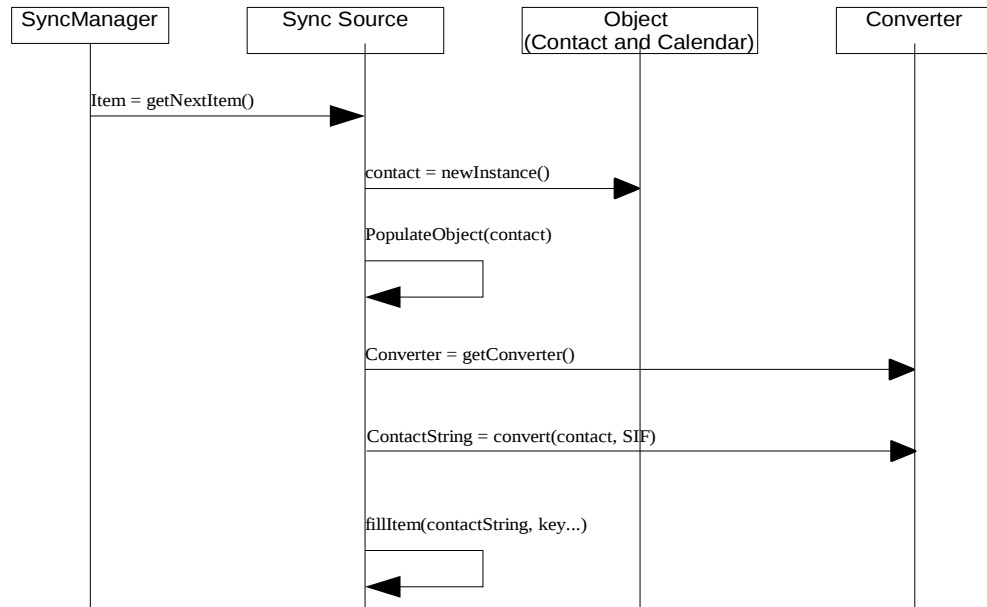 SyncManager
Sync Source
Object
(Contact and Calendar)
Converter
Item = getNextItem()
contact = newInstance()
PopulateObject(contact)
Converter = getConverter()
ContactString = convert(contact, SIF)
fillItem(contactString, key...)